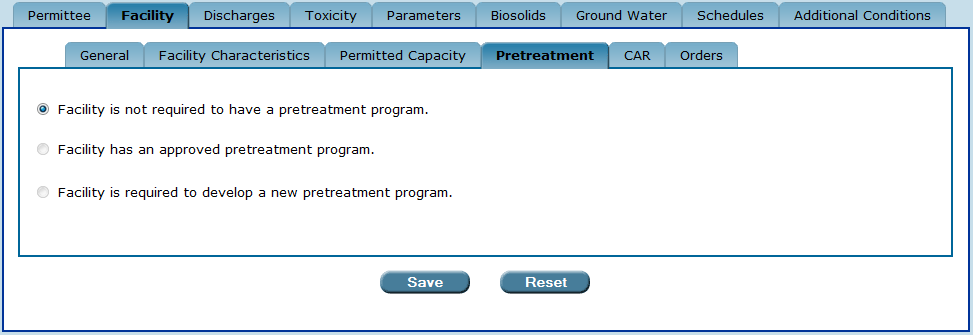 Permittee Facility Discharges Toxicity Parameters Biosolids Ground Water Schedules Additional Conditions
General Facility Characteristics Permitted Capacity Pretreatment CAR Orders
Facility is not required to have a pretreatment program.
Facility has an approved pretreatment program.
Facility is required to develop a new pretreatment program.
Save Reset